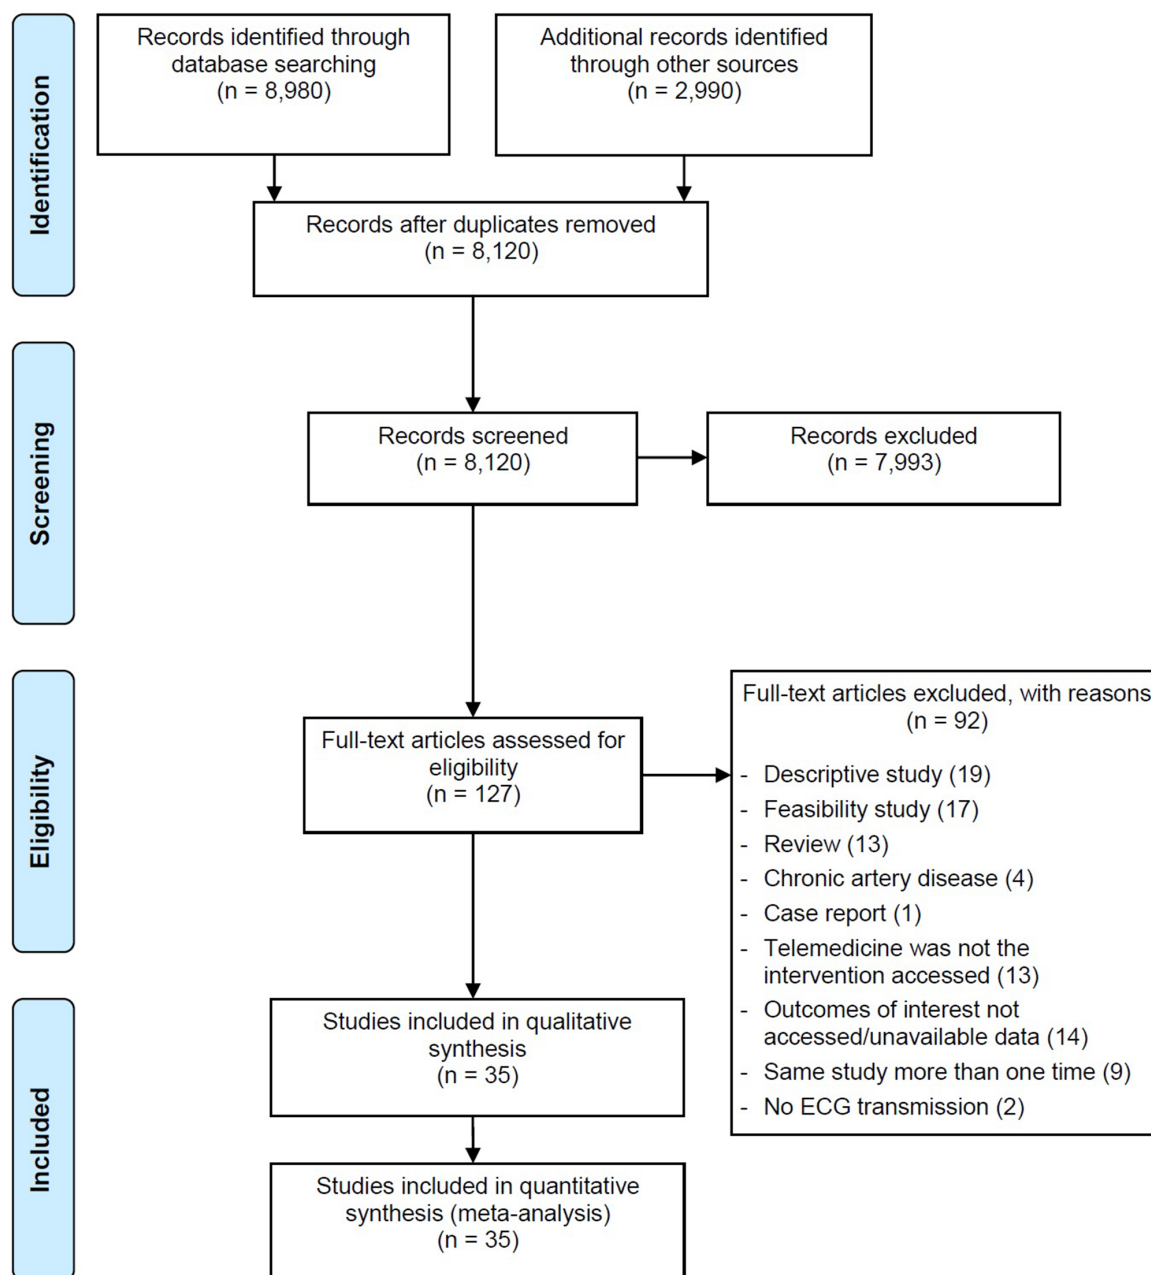 Identification
Records identified through
database searching
(n = 8,980)
Additional records identified
through other sources
(n = 2,990)
Records after duplicates removed
(n = 8,120)
Screening
Records screened
(n = 8,120)
Records excluded
(n = 7,993)
Eligibility
Full-text articles assessed for
eligibility
(n = 127)
Full-text articles excluded, with reasons
(n = 92)
- Descriptive study (19)
- Feasibility study (17)
- Review (13)
- Chronic artery disease (4)
- Case report (1)
- Telemedicine was not the
intervention accessed (13)
- Outcomes of interest not
accessed/unavailable data (14)
- Same study more than one time (9)
- No ECG transmission (2)
Included
Studies included in qualitative
synthesis
(n = 35)
Studies included in quantitative
synthesis (meta-analysis)
(n = 35)